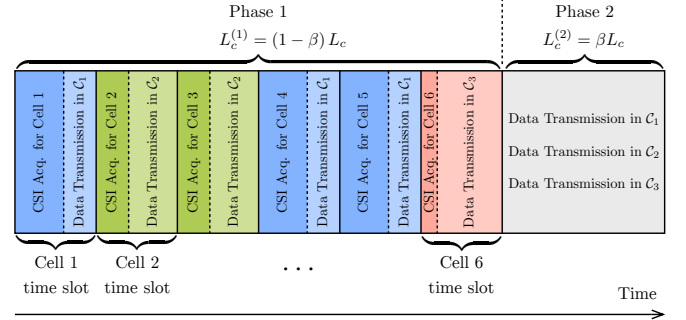 Phase 1
Phase 2
L_c^{(1)} = (1 − β) L_c
L_c^{(2)} = βL_c
CSI Acq. for Cell 1
Data Transmission in 𝒞_1
CSI Acq. for Cell 2
Data Transmission in 𝒞_2
CSI Acq. for Cell 3
Data Transmission in 𝒞_2
CSI Acq. for Cell 4
Data Transmission in 𝒞_1
CSI Acq. for Cell 5
Data Transmission in 𝒞_1
CSI Acq. for Cell 6
Data Transmission in 𝒞_3
Data Transmission in 𝒞_1
Data Transmission in 𝒞_2
Data Transmission in 𝒞_3
Cell 1
time slot
Cell 2
time slot
...
Cell 6
time slot
Time